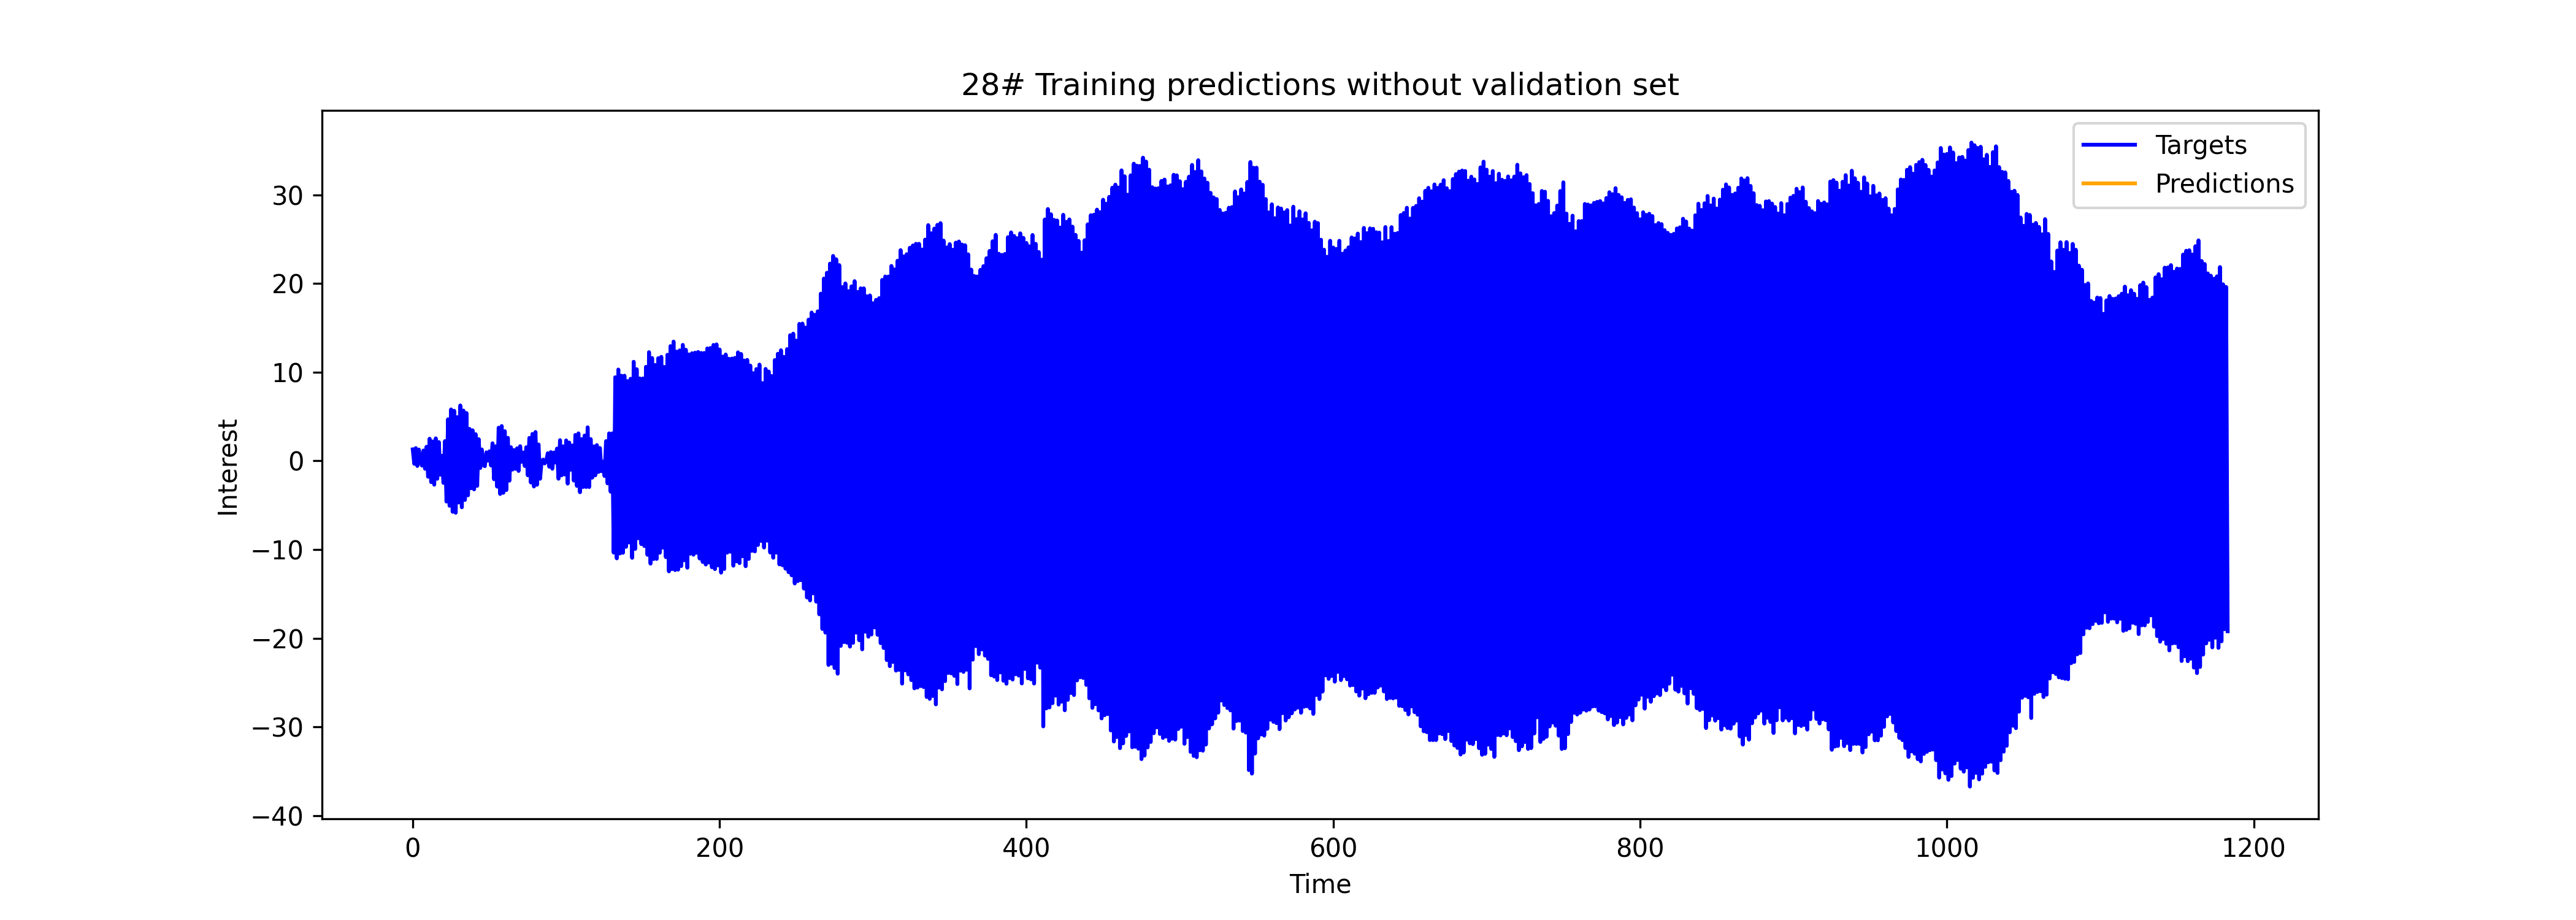 28# Training predictions without validation set
Targets
Predictions
30
20
10
0
−10
−20
−30
−40
Interest
0 200 400 600 800 1000 1200
Time